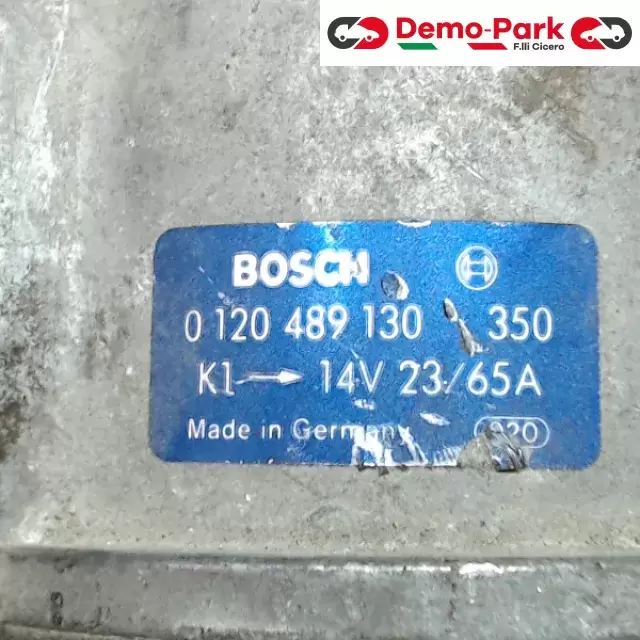 Demo-Park
F.lli Cicero
BOSCH
0 120 489 130 350
K1→ 14V 23/65A
Made in Germany